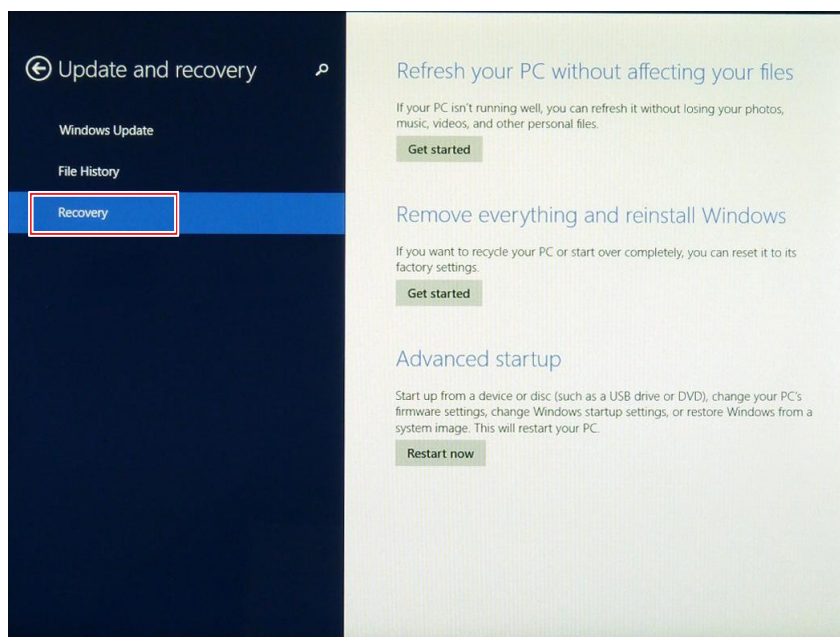 Update and recovery
Windows Update
File History
Recovery
Refresh your PC without affecting your files
If your PC isn't running well, you can refresh it without losing your photos,
music, videos, and other personal files.
Get started
Remove everything and reinstall Windows
If you want to recycle your PC or start over completely, you can reset it to its
factory settings.
Get started
Advanced startup
Start up from a device or disc (such as a USB drive or DVD), change your PC's
firmware settings, change Windows startup settings, or restore Windows from a
system image. This will restart your PC.
Restart now